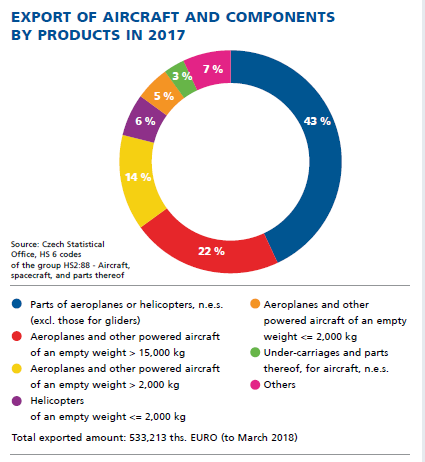 EXPORT OF AIRCRAFT AND COMPONENTS
BY PRODUCTS IN 2017
43 %
22 %
14 %
6 %
5 %
3 %
7 %
Source: Czech Statistical
Office, HS 6 codes
of the group HS2:88 - Aircraft,
spacecraft, and parts thereof
Parts of aeroplanes or helicopters, n.e.s.
(excl. those for gliders)
Aeroplanes and other powered aircraft
of an empty weight > 15,000 kg
Aeroplanes and other powered aircraft
of an empty weight > 2,000 kg
Helicopters
of an empty weight <= 2,000 kg
Aeroplanes and other
powered aircraft of an empty
weight <= 2,000 kg
Under-carriages and parts
thereof, for aircraft, n.e.s.
Others
Total exported amount: 533,213 ths. EURO (to March 2018)